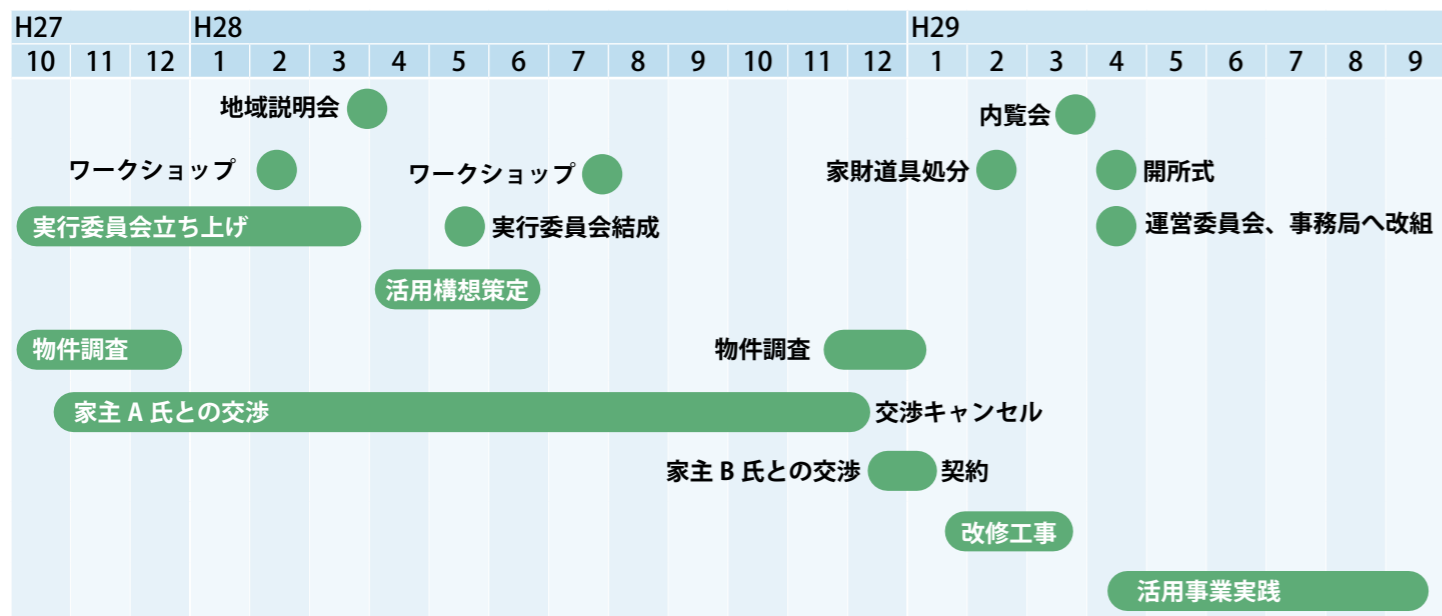 H27 H28 H29
10 11 12 1 2 3 4 5 6 7 8 9 10 11 12 1 2 3 4 5 6 7 8 9
地域説明会 内覧会
ワークショップ ワークショップ 家財道具処分 開所式
実行委員会立ち上げ 実行委員会結成 運営委員会、事務局へ改組
活用構想策定
物件調査 物件調査
家主 A 氏との交渉 交渉キャンセル
家主 B 氏との交渉 契約
改修工事
活用事業実践